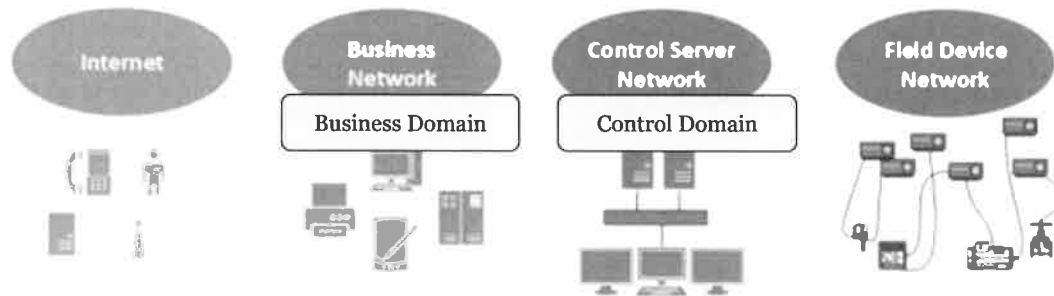 Internet
Business
Network
Business Domain
Control Server
Network
Control Domain
Field Device
Network